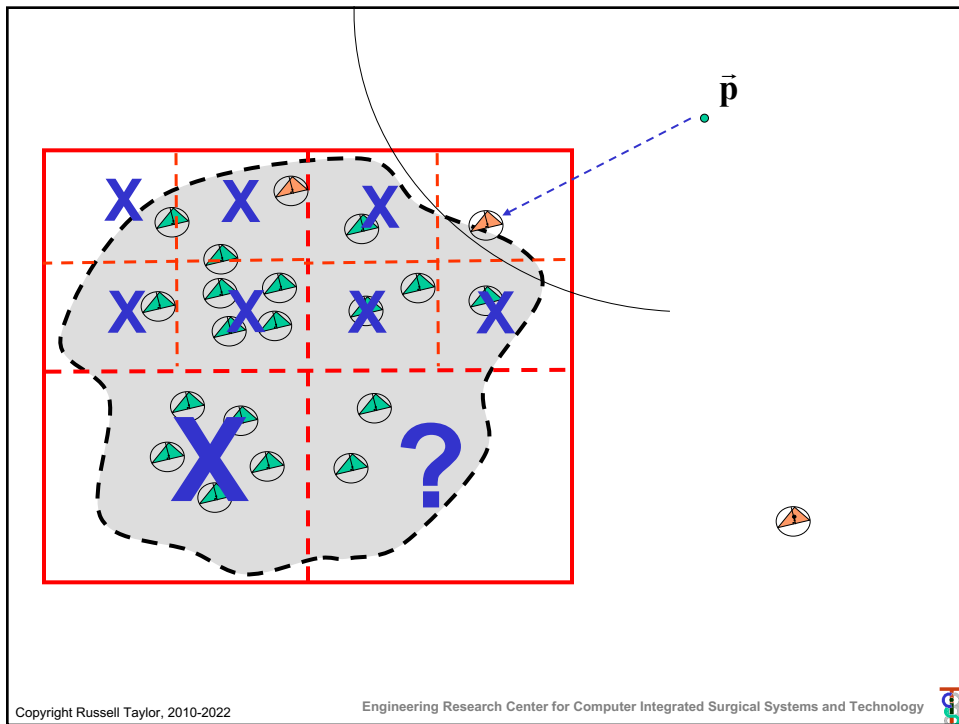 p
X X X
X X X X
X ?
Copyright Russell Taylor, 2010-2022
Engineering Research Center for Computer Integrated Surgical Systems and Technology